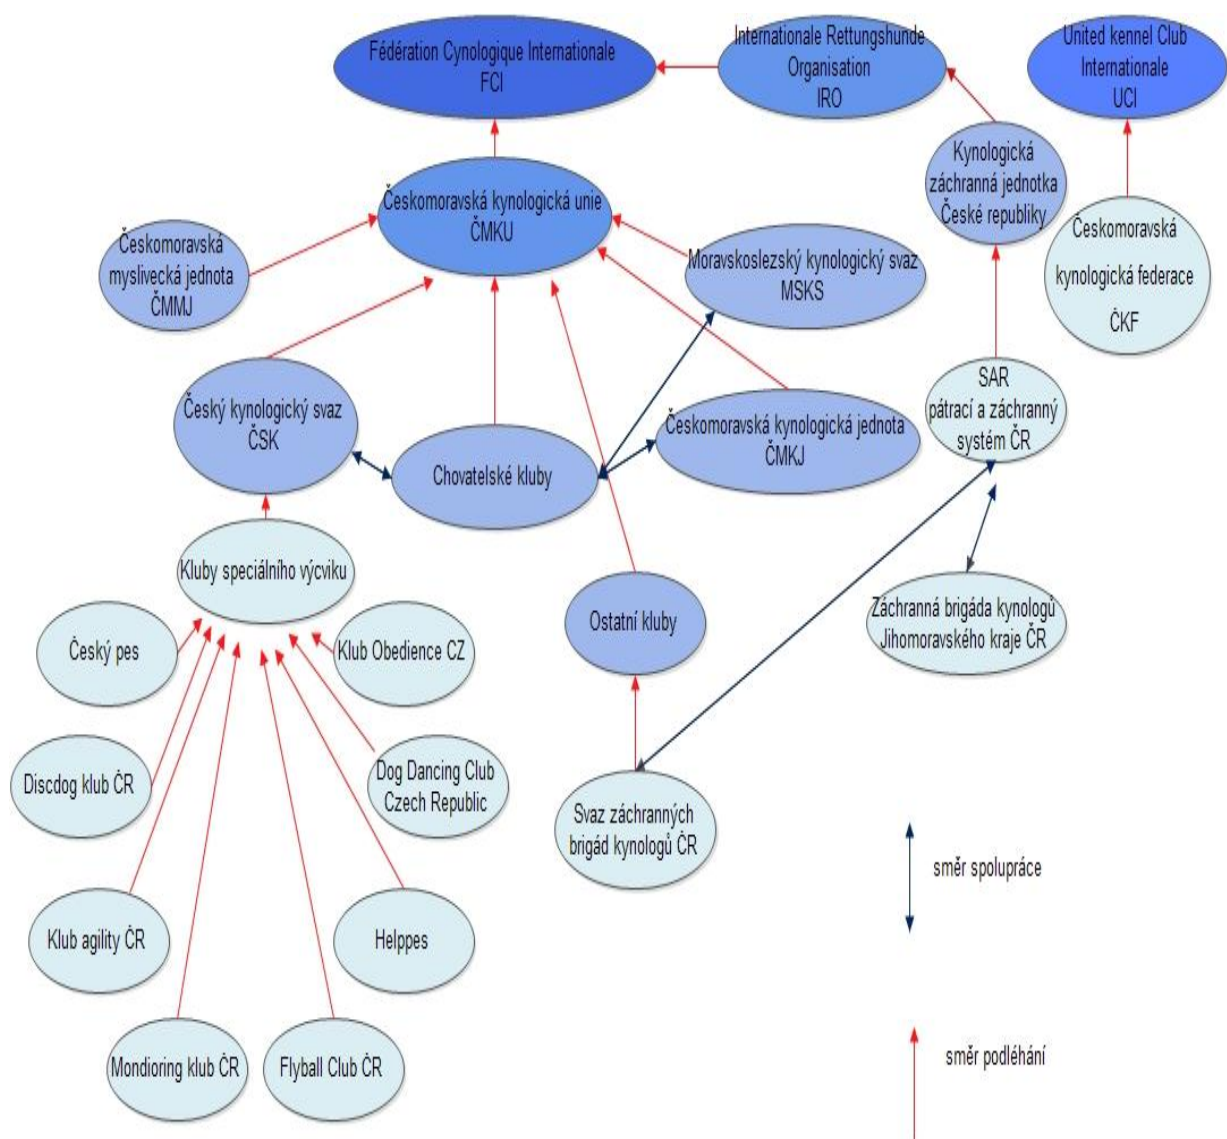 Fédération Cynologique Internationale
FCI
Internationale Rettungshunde
Organisation
IRO
United kennel Club
Internationale
UCI
Českomoravská kynologická unie
ČMKU
Kynologická
záchranná jednotka
České republiky
Českomoravská
myslivecká jednota
ČMMJ
Moravskoslezský kynologický svaz
MSKS
Českomoravská
kynologická federace
ČKF
Český kynologický svaz
ČSK
Chovatelské kluby
Českomoravská kynologická jednota
ČMKJ
SAR
pátrací a záchranný
systém ČR
Kluby speciálního výcviku
Ostatní kluby
Záchranná brigáda kynologů
Jihomoravského kraje ČR
Český pes
Klub Obedience CZ
Discdog klub ČR
Dog Dancing Club
Czech Republic
Svaz záchranných
brigád kynologů ČR
směr spolupráce
Klub agility ČR
Helppes
Mondioring klub ČR
Flyball Club ČR
směr podléhání